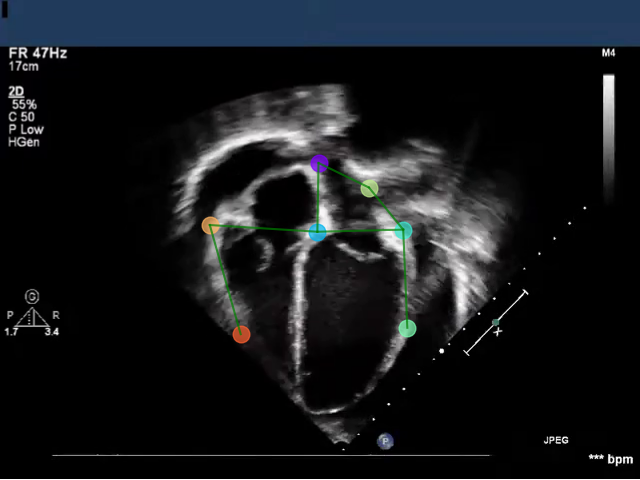 FR 47Hz
17cm
2D
55%
C 50
P Low
HGen
M4
G
P R
1.7 3.4
x
P
JPEG
*** bpm